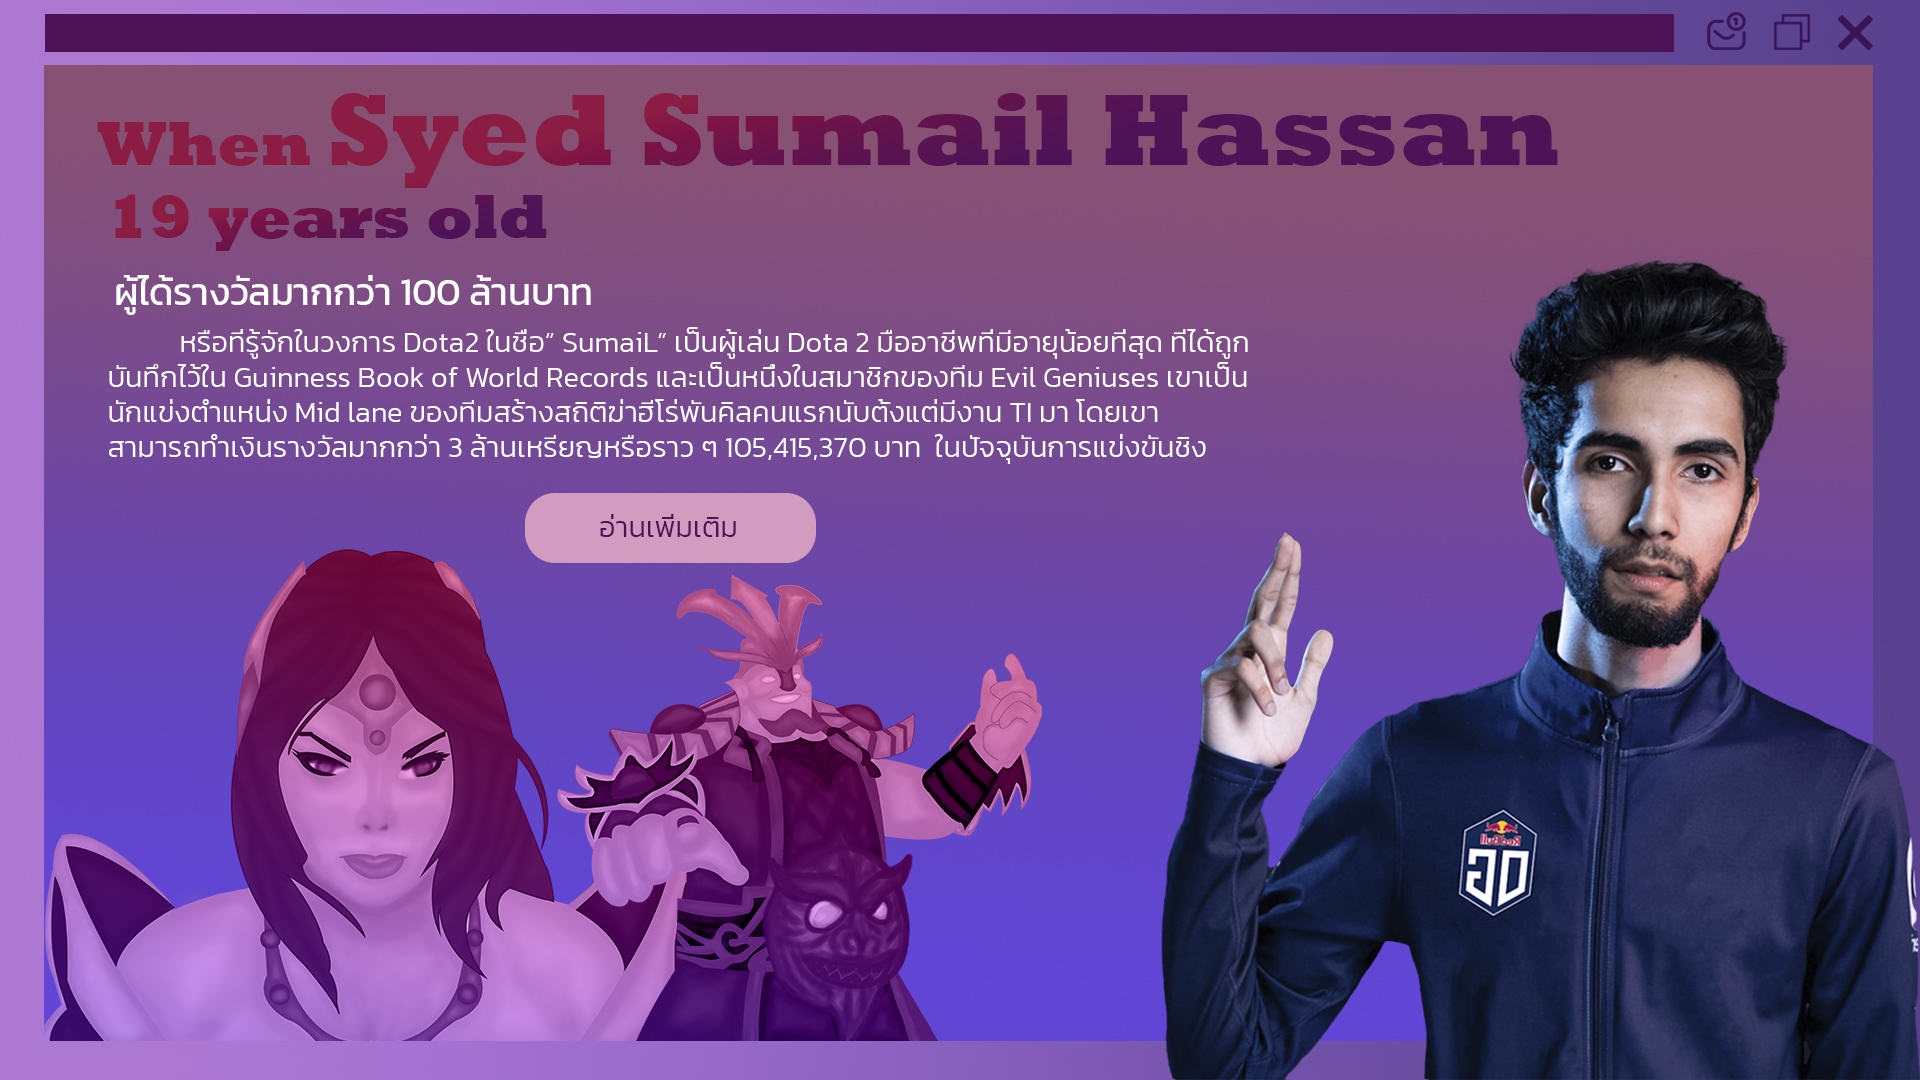 1
When Syed Sumail Hassan
19 years old
ผู้ได้รางวัลมากกว่า 100 ล้านบาท
หรือที่รู้จักในวงการ Dota2 ในชื่อ“ SumaiL” เป็นผู้เล่น Dota 2 มืออาชีพที่มีอายุน้อยที่สุด ที่ได้ถูก
บันทึกไว้ใน Guinness Book of World Records และเป็นหนึ่งในสมาชิกของทีม Evil Geniuses เขาเป็น
นักแข่งตำแหน่ง Mid lane ของทีมสร้างสถิติฆ่าฮีโร่พันคิลคนแรกนับตั้งแต่มีงาน TI มา โดยเขา
สามารถทำเงินรางวัลมากกว่า 3 ล้านเหรียญหรือราว ๆ 105,415,370 บาท ในปัจจุบันการแข่งขันชิง
อ่านเพิ่มเติม
Red Bull
OG